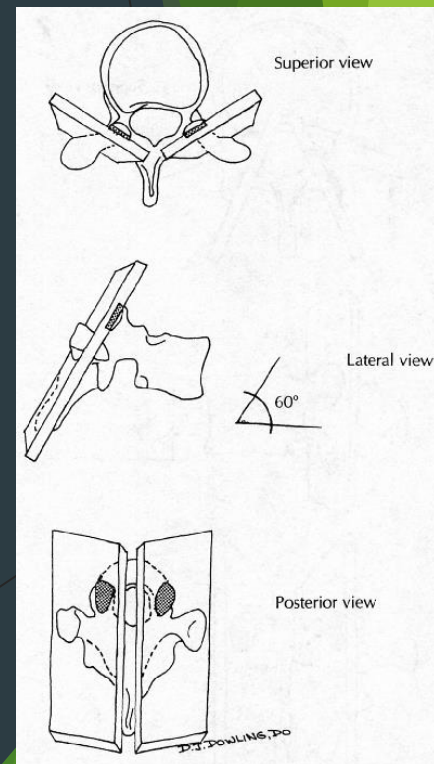 Superior view
Lateral view
60°
Posterior view
D.J. DOWLING, DO